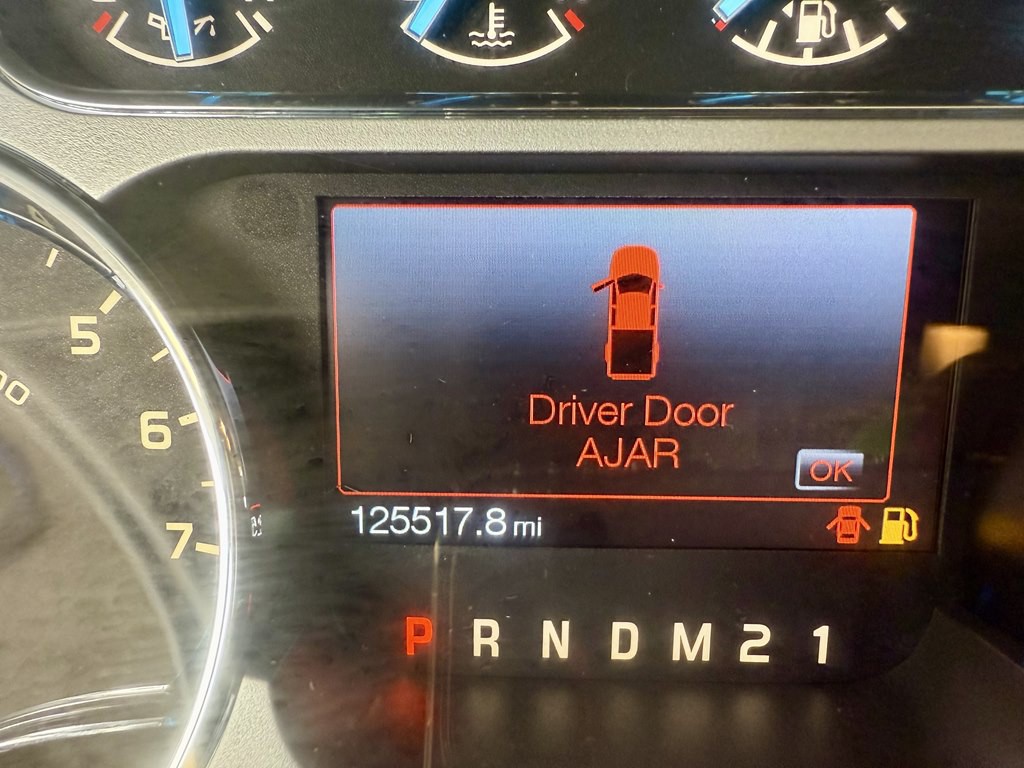 5
6
7
Driver Door
AJAR
OK
125517.8 mi
P R N D M 2 1